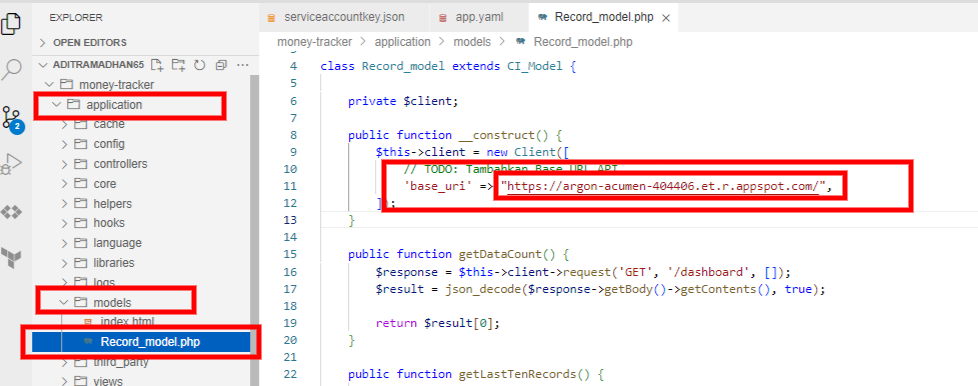 EXPLORER
OPEN EDITORS
ADITRAMADHAN65
money-tracker
application
cache
config
controllers
core
helpers
hooks
language
libraries
logs
models
index.html
Record_model.php
third_party
views
2
serviceaccountkey.json
app.yaml
Record_model.php
money-tracker > application > models > Record_model.php
4 class Record_model extends CI_Model {
5
6 private $client;
7
8 public function __construct() {
9 $this->client = new Client([
10 // TODO: Tambahkan Base URL API
11 'base_uri' => "https://argon-acumen-404406.et.r.appspot.com/",
12 ]);
13 }
14
15 public function getDataCount() {
16 $response = $this->client->request('GET', '/dashboard', []);
17 $result = json_decode($response->getBody()->getContents(), true);
18
19 return $result[0];
20 }
21
22 public function getLastTenRecords() {